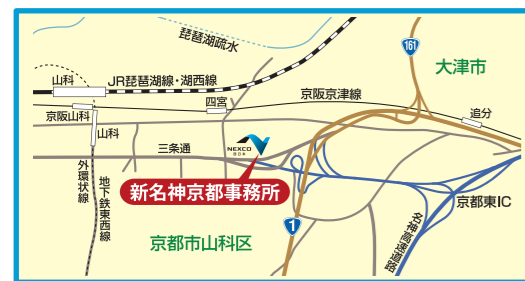 琵琶湖疏水
161
大津市
山科
JR琵琶湖線・湖西線
四宮
京阪京津線
追分
京阪山科
山科
三条通
NEXCO
外環状線
地下鉄東西線
新名神京都事務所
1
京都東IC
京都市山科区
名神高速道路